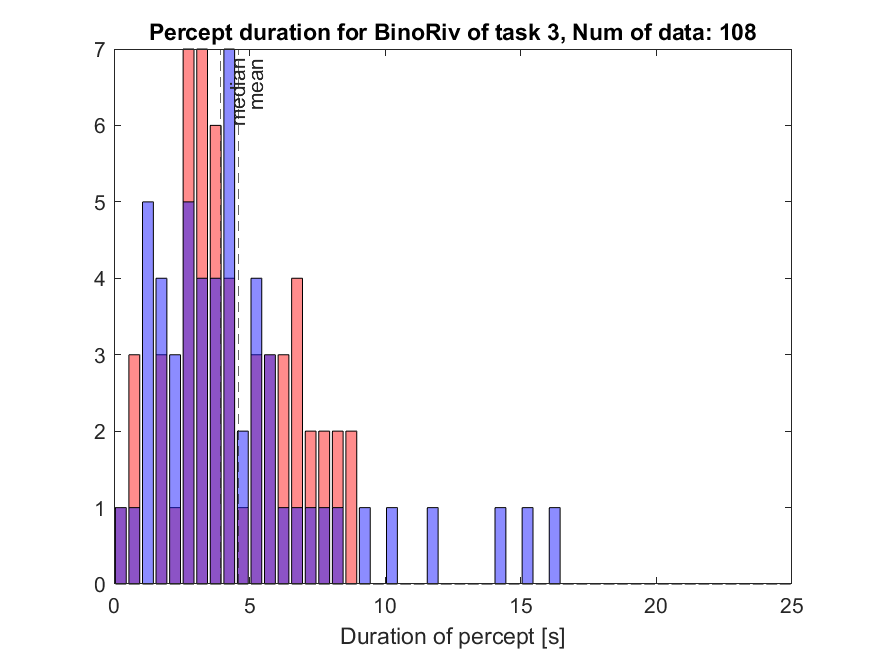 Percept duration for BinoRiv of task 3, Num of data: 108
7
6
5
4
3
2
1
0
median
mean
0 5 10 15 20 25
Duration of percept [s]